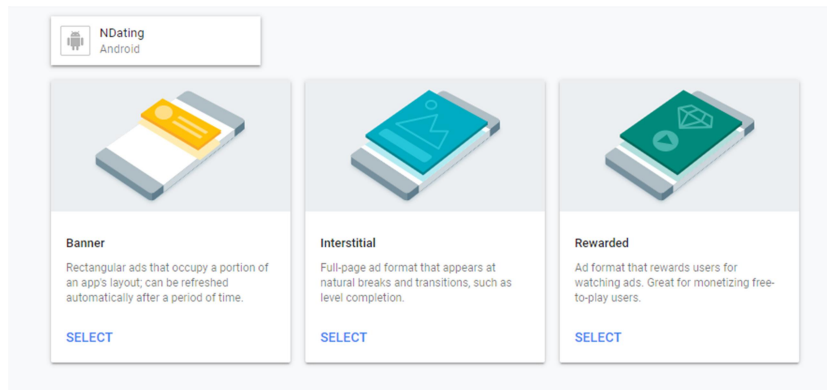 NDating
Android
Banner
Rectangular ads that occupy a portion of
an app's layout; can be refreshed
automatically after a period of time.
SELECT
Interstitial
Full-page ad format that appears at
natural breaks and transitions, such as
level completion.
SELECT
Rewarded
Ad format that rewards users for
watching ads. Great for monetizing free-
to-play users.
SELECT